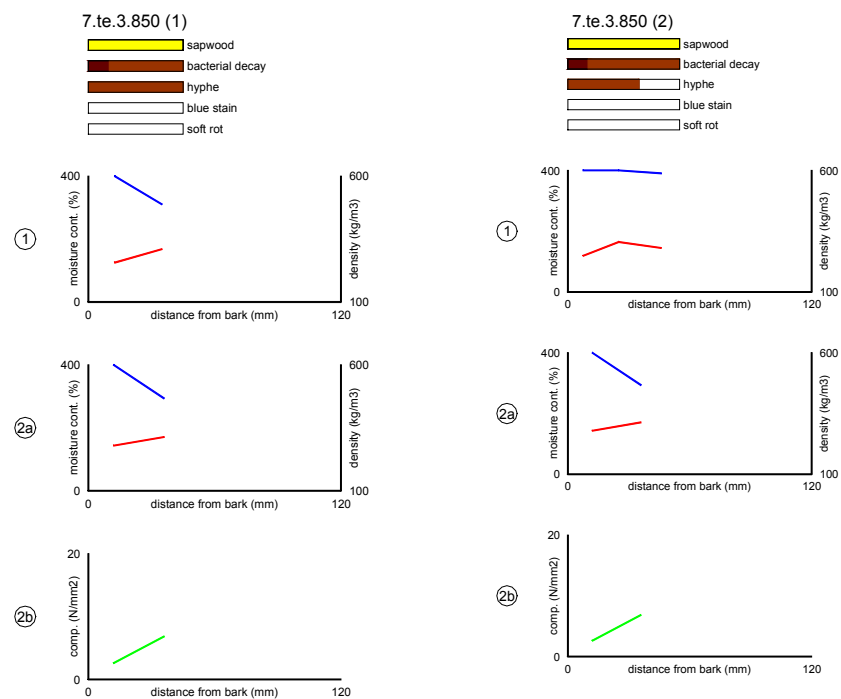 7.te.3.850 (1)
sapwood
bacterial decay
hyphe
blue stain
soft rot
1
400
0
moisture cont. (%)
600
100
density (kg/m3)
0
distance from bark (mm)
120
2a
400
0
moisture cont. (%)
600
100
density (kg/m3)
0
distance from bark (mm)
120
2b
20
0
comp. (N/mm2)
0
distance from bark (mm)
120
7.te.3.850 (2)
sapwood
bacterial decay
hyphe
blue stain
soft rot
1
400
0
moisture cont. (%)
600
100
density (kg/m3)
0
distance from bark (mm)
120
2a
400
0
moisture cont. (%)
600
100
density (kg/m3)
0
distance from bark (mm)
120
2b
20
0
comp. (N/mm2)
0
distance from bark (mm)
120